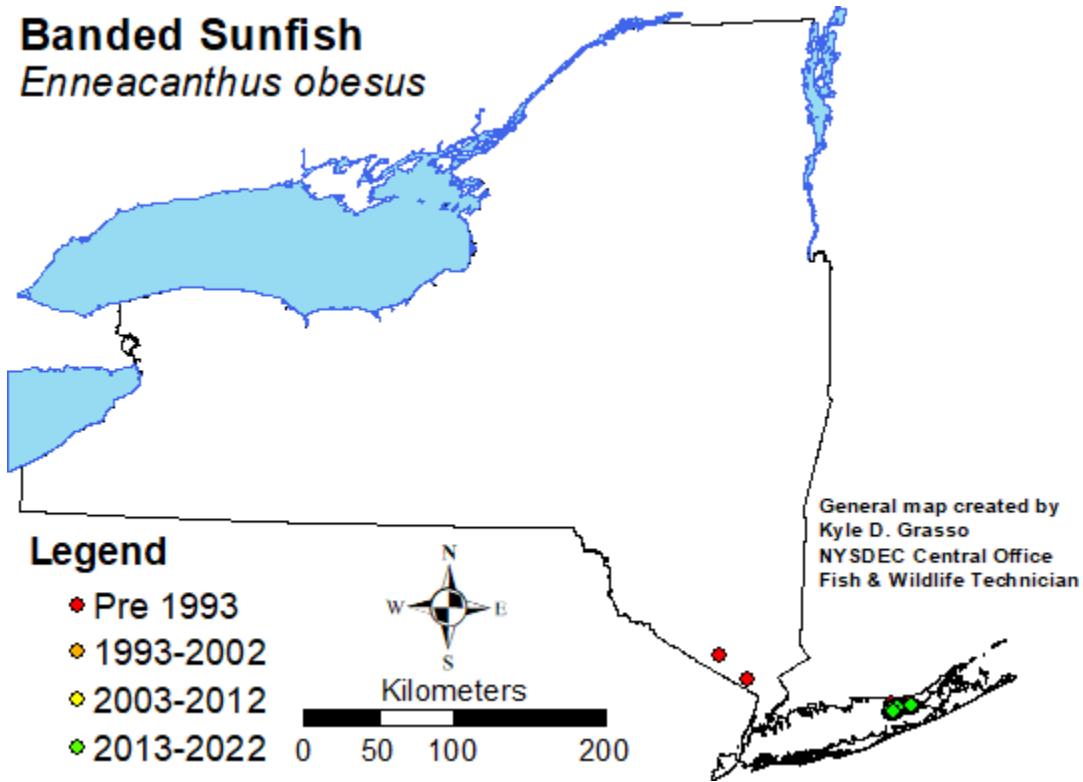 Banded Sunfish
Enneacanthus obesus
General map created by
Kyle D. Grasso
NYSDEC Central Office
Fish & Wildlife Technician
Legend
Pre 1993
1993-2002
2003-2012
2013-2022
N
W E
S
Kilometers
0 50 100 200